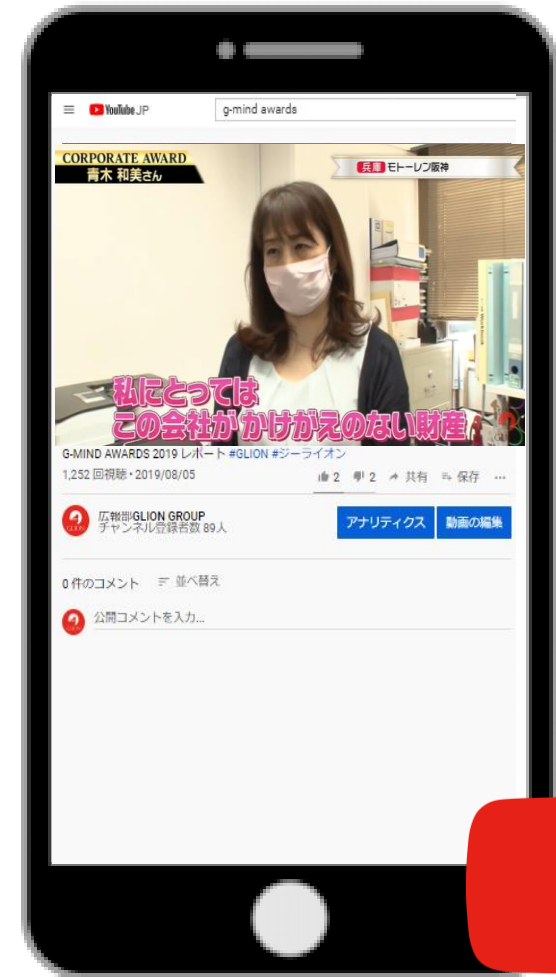 YouTube JP
g-mind awards
CORPORATE AWARD
青木 和美さん
兵庫 モトーレン阪神
私にとっては
この会社が かけがえのない財産
G-MIND AWARDS 2019 レポート #GLION #ジーライオン
1,252 回視聴・2019/08/05
2 2 共有 保存 ...
広報部GLION GROUP
チャンネル登録者数 89人
アナリティクス 動画の編集
0 件のコメント 並べ替え
公開コメントを入力...